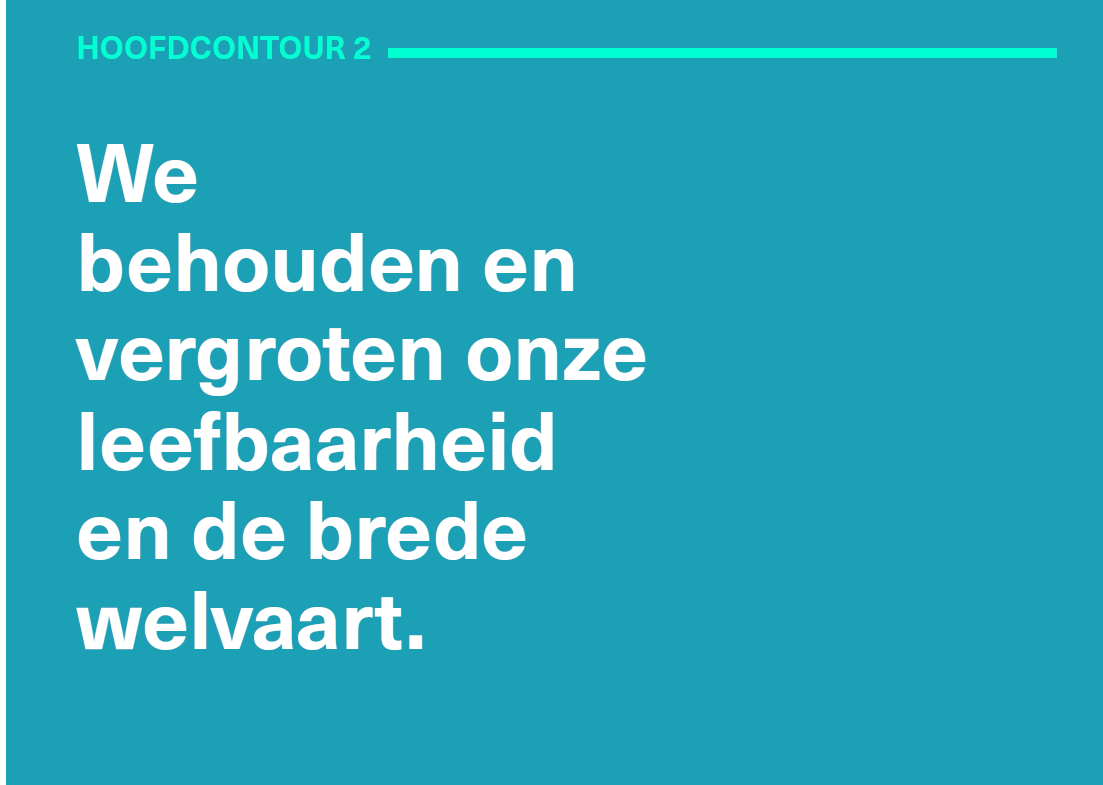 HOOFDCONTOUR 2
We
behouden en
vergroten onze
leefbaarheid
en de brede
welvaart.